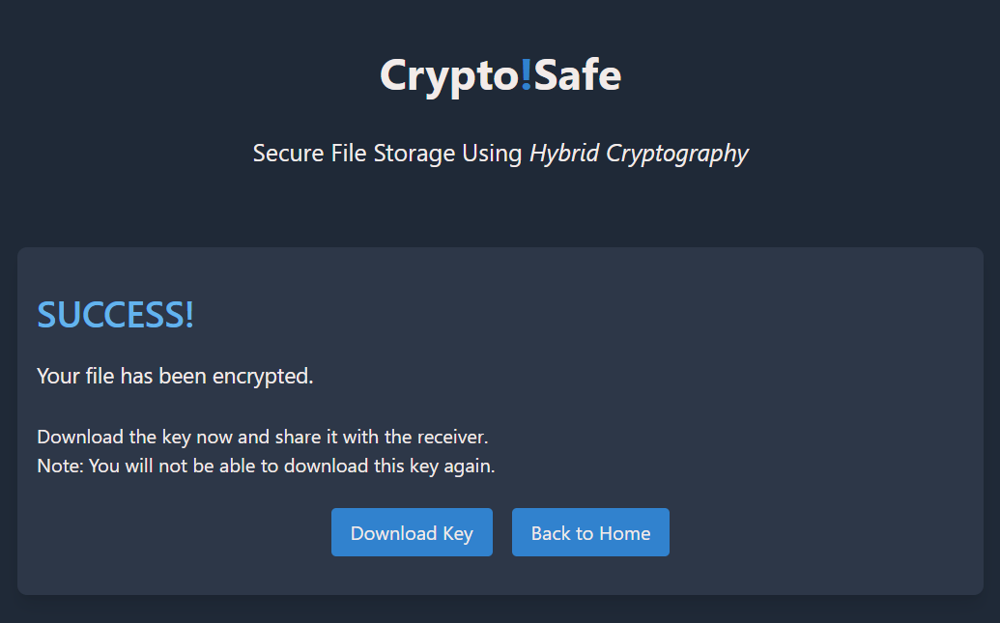 Crypto!Safe
Secure File Storage Using Hybrid Cryptography
SUCCESS!
Your file has been encrypted.
Download the key now and share it with the receiver.
Note: You will not be able to download this key again.
Download Key
Back to Home